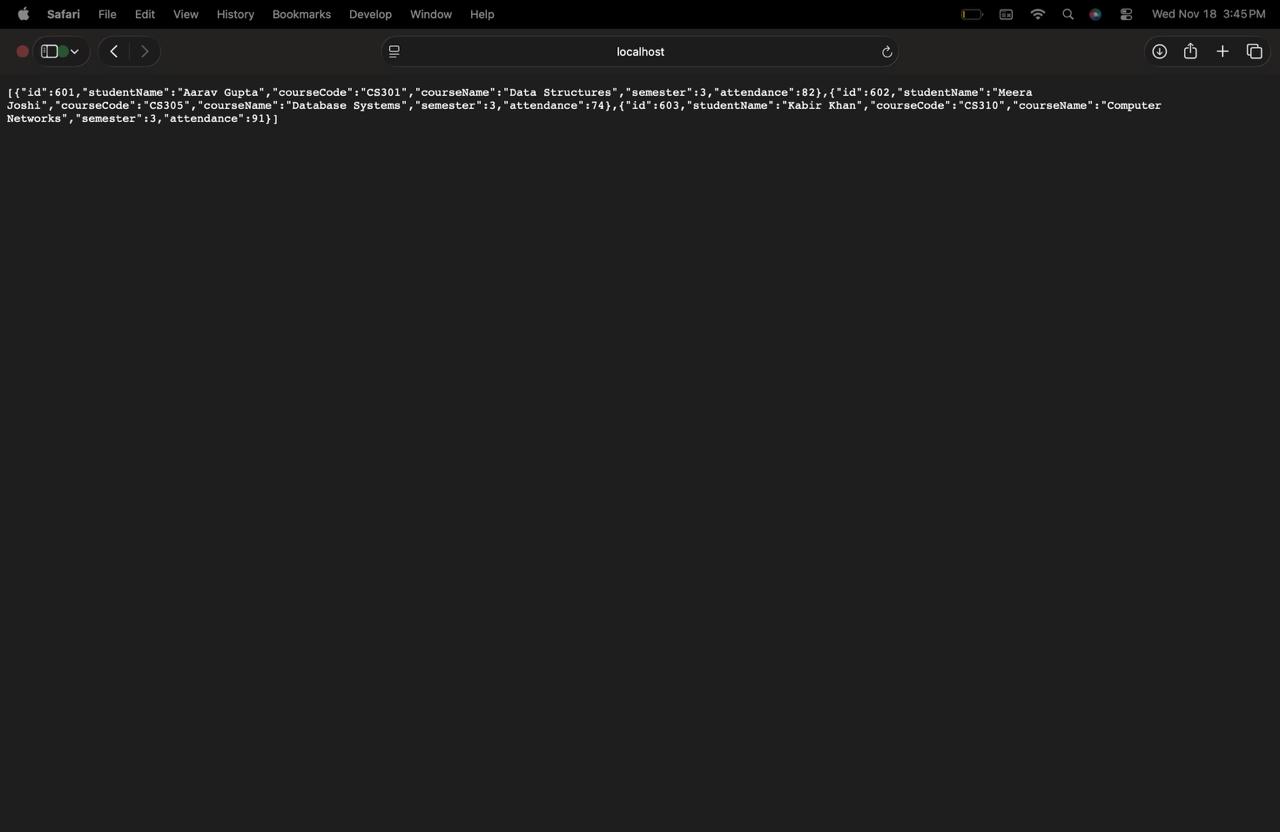 Safari File Edit View History Bookmarks Develop Window Help Wed Nov 18 3:45 PM
localhost
[{"id":601,"studentName":"Aarav Gupta","courseCode":"CS301","courseName":"Data Structures","semester":3,"attendance":82},{"id":602,"studentName":"Meera
Joshi","courseCode":"CS305","courseName":"Database Systems","semester":3,"attendance":74},{"id":603,"studentName":"Kabir Khan","courseCode":"CS310","courseName":"Computer
Networks","semester":3,"attendance":91}]